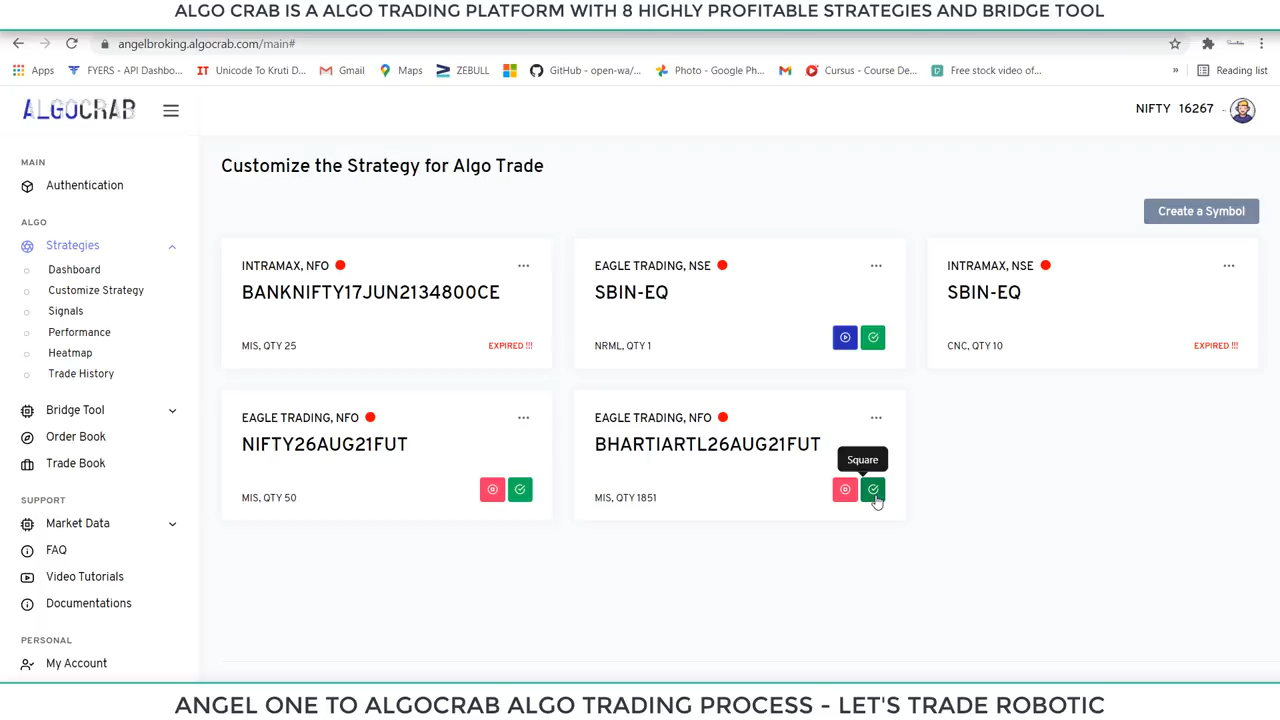 ALGO CRAB IS A ALGO TRADING PLATFORM WITH 8 HIGHLY PROFITABLE STRATEGIES AND BRIDGE TOOL
angelbroking.algocrab.com/main#
Apps FYERS - API Dashbo... Unicode To Kruti D... Gmail Maps ZEBULL GitHub - open-wa/... Photo - Google Ph... Cursus - Course De... Free stock video of... » Reading list
ALGOCRAB
NIFTY 16267 -
MAIN
Authentication
ALGO
Strategies
Dashboard
Customize Strategy
Signals
Performance
Heatmap
Trade History
Bridge Tool
Order Book
Trade Book
SUPPORT
Market Data
FAQ
Video Tutorials
Documentations
PERSONAL
My Account
Customize the Strategy for Algo Trade
Create a Symbol
INTRAMAX, NFO
BANKNIFTY17JUN2134800CE
MIS, QTY 25 EXPIRED !!!
EAGLE TRADING, NSE
SBIN-EQ
NRML, QTY 1
INTRAMAX, NSE
SBIN-EQ
CNC, QTY 10 EXPIRED !!!
EAGLE TRADING, NFO
NIFTY26AUG21FUT
MIS, QTY 50
EAGLE TRADING, NFO
BHARTIARTL26AUG21FUT
Square
MIS, QTY 1851
ANGEL ONE TO ALGOCRAB ALGO TRADING PROCESS - LET'S TRADE ROBOTIC